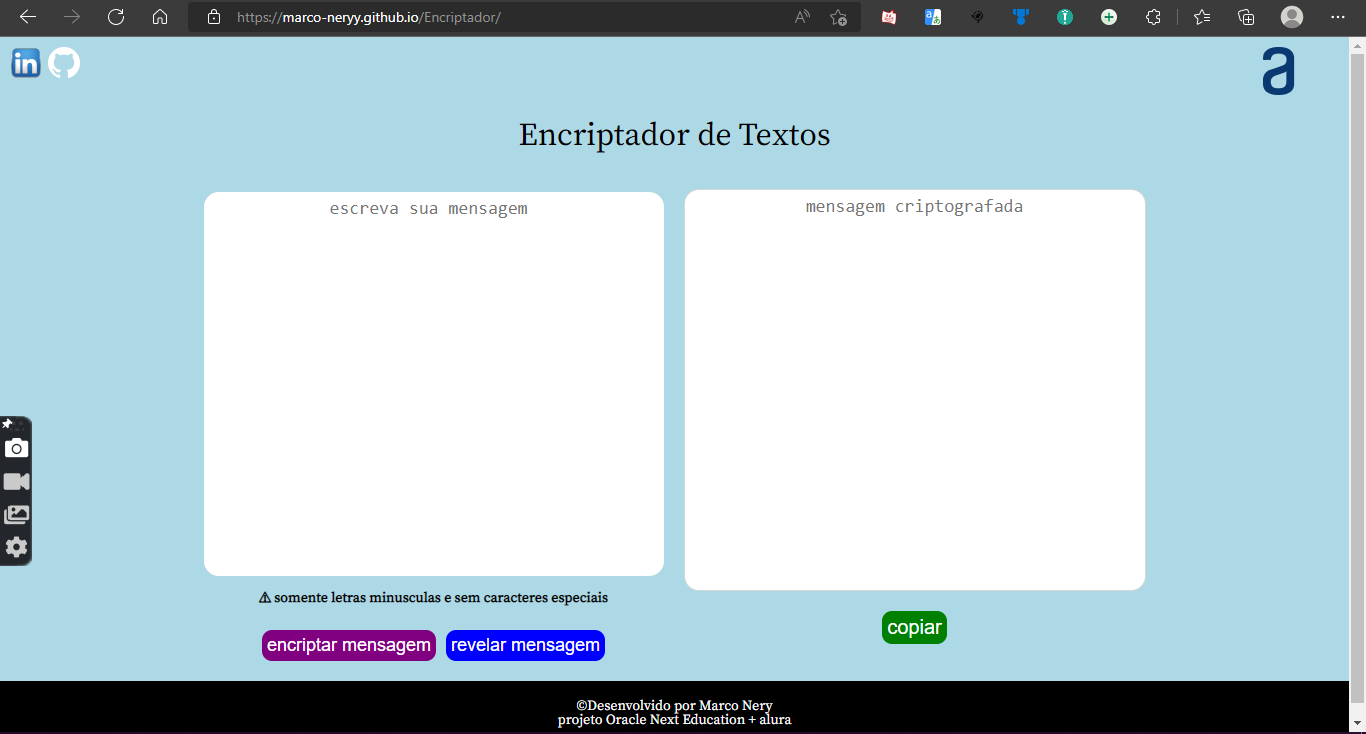 https://marco-neryy.github.io/Encriptador/
in
a
Encriptador de Textos
escreva sua mensagem
mensagem criptografada
⚠ somente letras minusculas e sem caracteres especiais
encriptar mensagem
revelar mensagem
copiar
©Desenvolvido por Marco Nery
projeto Oracle Next Education + alura